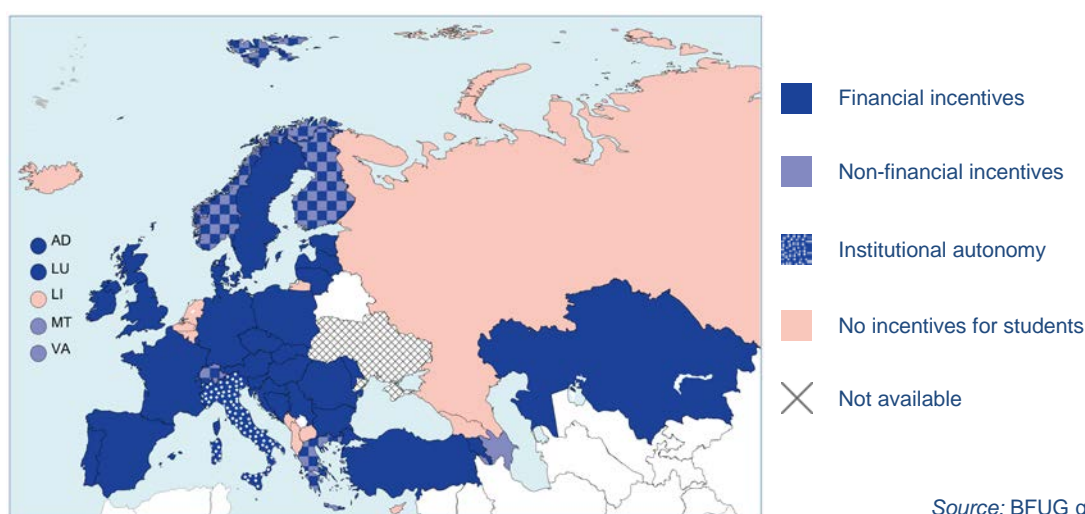 AD
LU
LI
MT
VA
Financial incentives
Non-financial incentives
Institutional autonomy
No incentives for students
Not available
Source: BFUG